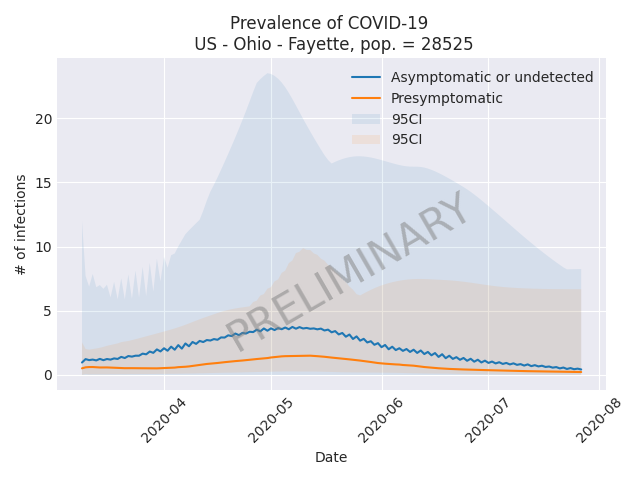 Prevalence of COVID-19
US - Ohio - Fayette, pop. = 28525
Asymptomatic or undetected
Presymptomatic
95CI
95CI
PRELIMINARY
# of infections
20
15
10
5
0
2020-04
2020-05
2020-06
2020-07
2020-08
Date